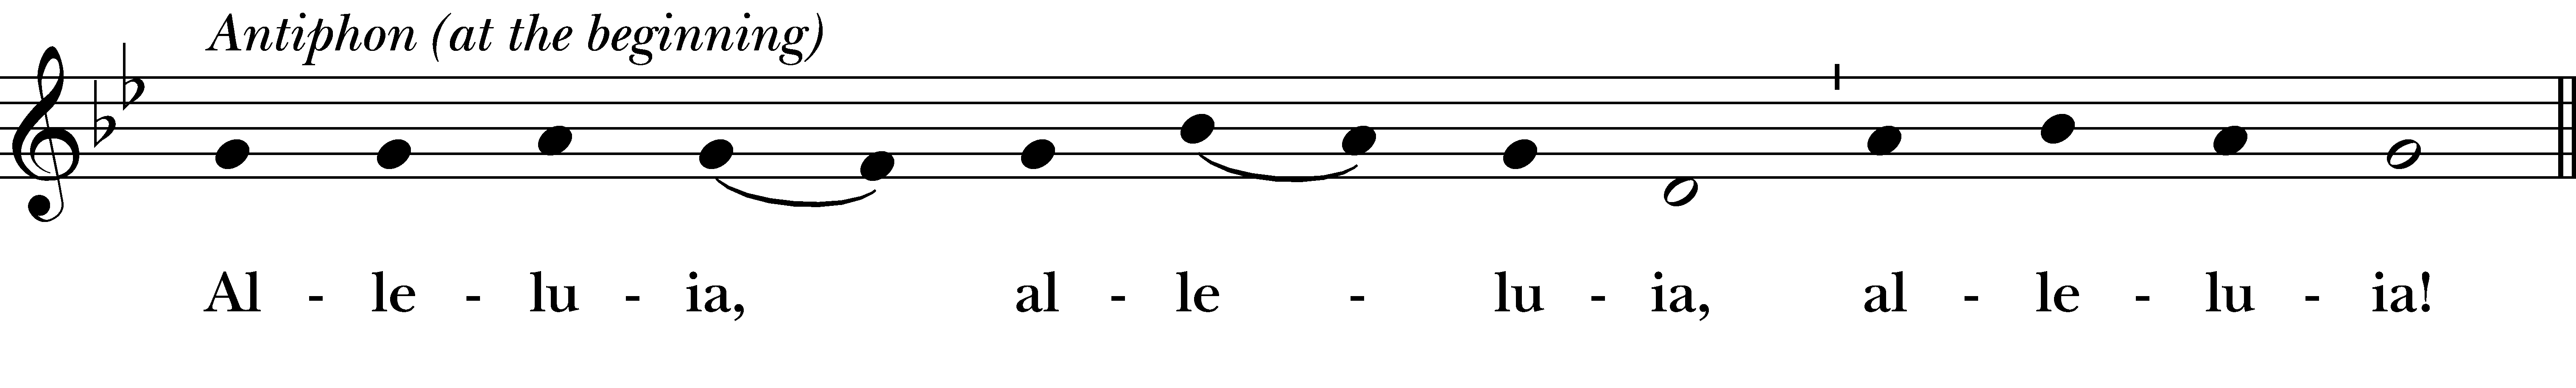 Antiphon (at the beginning)
Al - le - lu - ia, al - le - lu - ia, al - le - lu - ia!